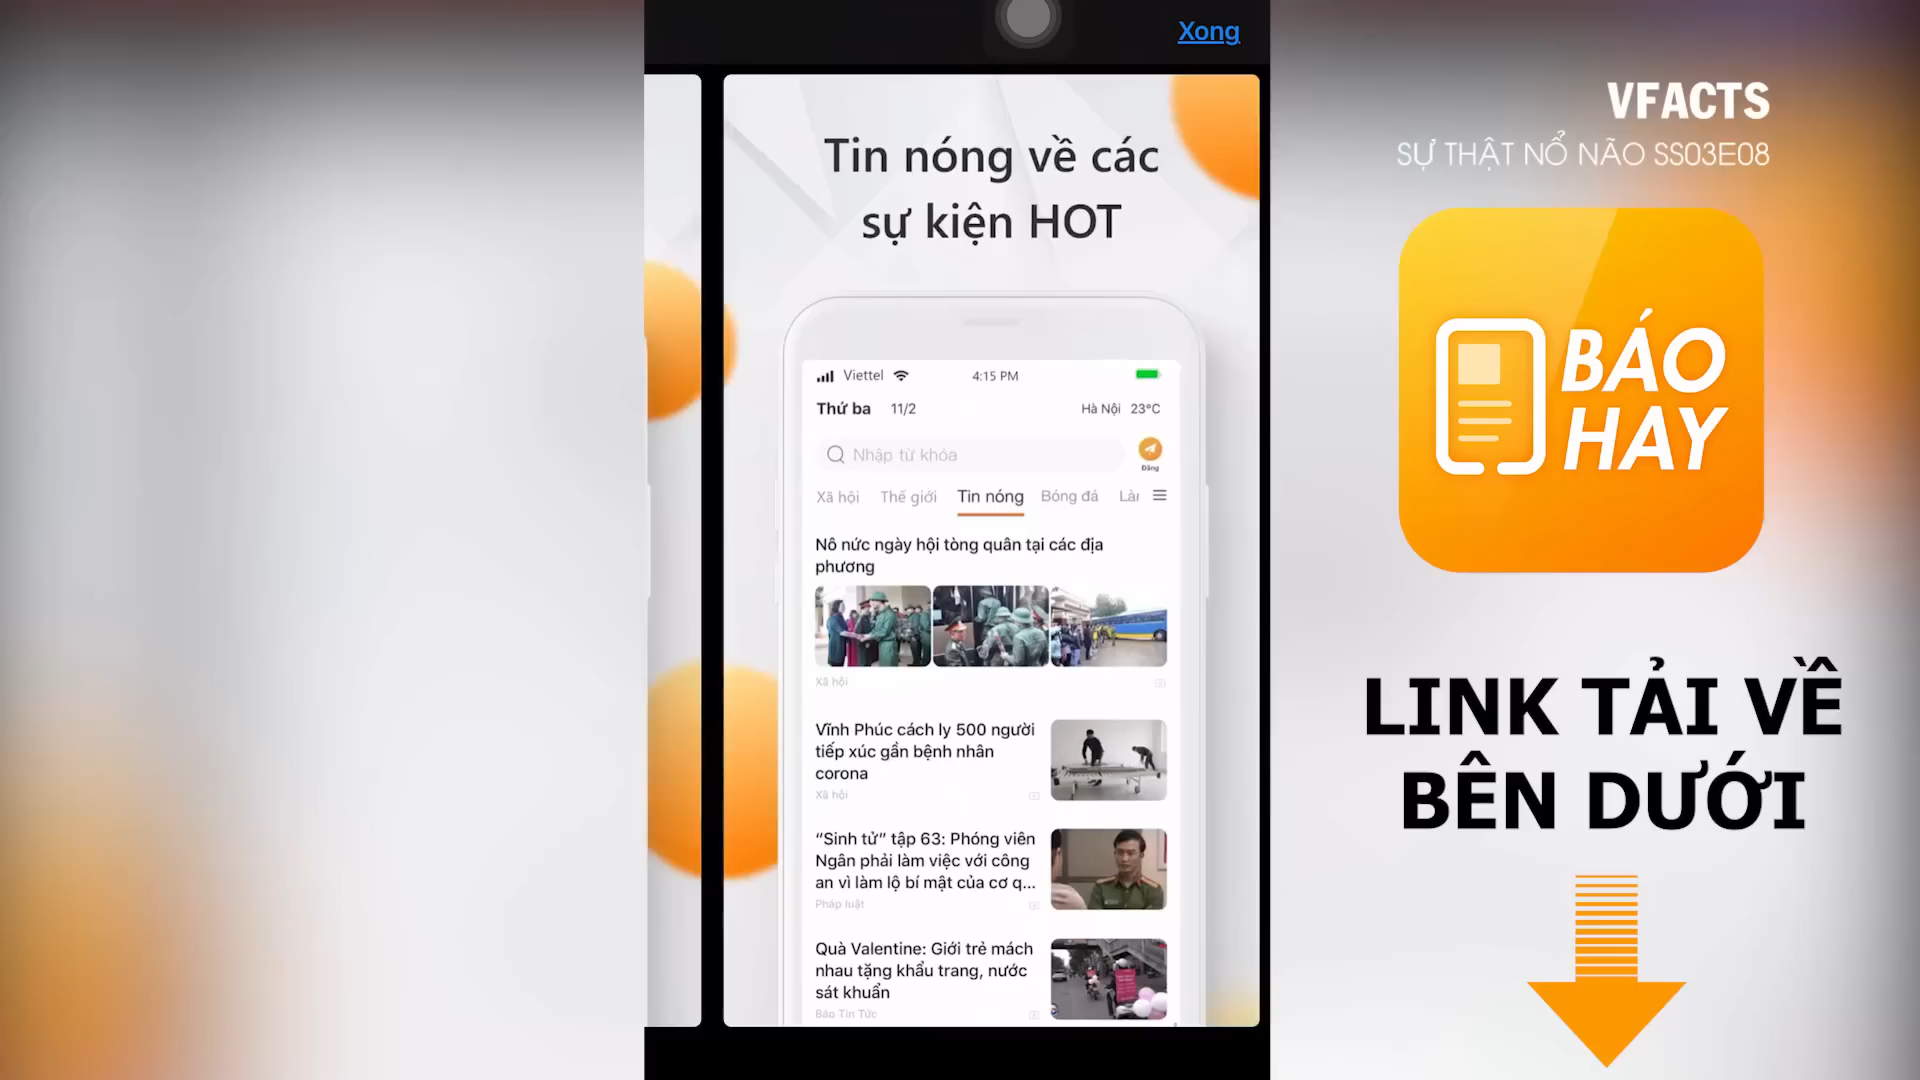 Xong
Tin nóng về các
sự kiện HOT
Viettel
4:15 PM
Thứ ba 11/2
Hà Nội 23°C
Nhập từ khóa
Đăng
Xã hội Thế giới Tin nóng Bóng đá Làr
Nô nức ngày hội tòng quân tại các địa
phương
Xã hội
Vĩnh Phúc cách ly 500 người
tiếp xúc gần bệnh nhân
corona
Xã hội
“Sinh tử” tập 63: Phóng viên
Ngân phải làm việc với công
an vì làm lộ bí mật của cơ q...
Pháp luật
Quà Valentine: Giới trẻ mách
nhau tặng khẩu trang, nước
sát khuẩn
Báo Tin Tức
VFACTS
SỰ THẬT NỔ NÃO SS03E08
BÁO
HAY
LINK TẢI VỀ
BÊN DƯỚI